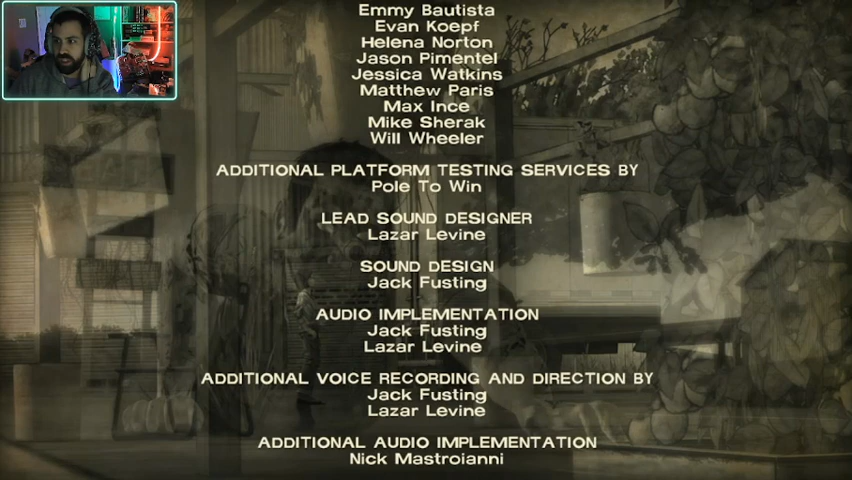 Emmy Bautista
Evan Koepf
Helena Norton
Jason Pimentel
Jessica Watkins
Matthew Paris
Max Ince
Mike Sherak
Will Wheeler
ADDITIONAL PLATFORM TESTING SERVICES BY
Pole To Win
LEAD SOUND DESIGNER
Lazar Levine
SOUND DESIGN
Jack Fusting
AUDIO IMPLEMENTATION
Jack Fusting
Lazar Levine
ADDITIONAL VOICE RECORDING AND DIRECTION BY
Jack Fusting
Lazar Levine
ADDITIONAL AUDIO IMPLEMENTATION
Nick Mastroianni